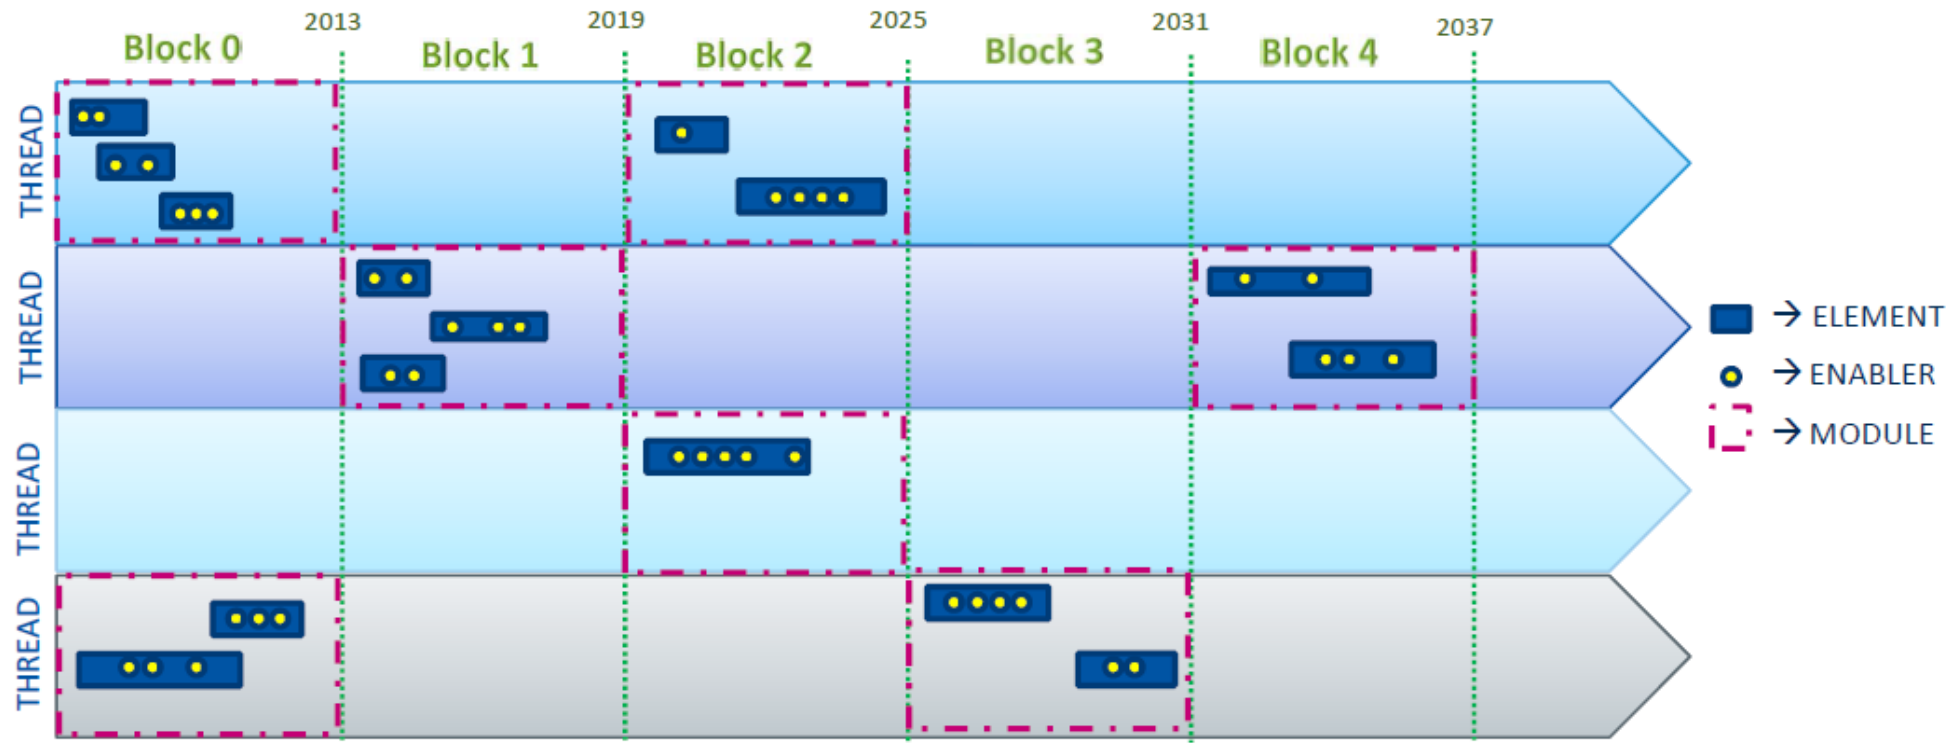 2013
2019
2025
2031
2037
Block 0
Block 1
Block 2
Block 3
Block 4
THREAD
THREAD
THREAD
THREAD
→ ELEMENT
→ ENABLER
→ MODULE